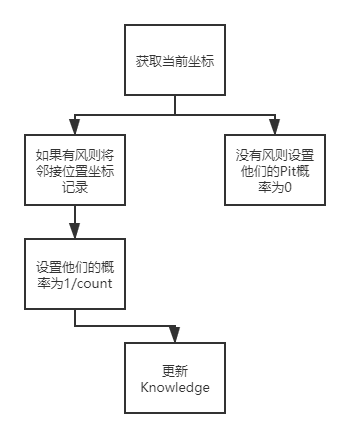 获取当前坐标
如果有风则将
邻接位置坐标
记录
没有风则设置
他们的Pit概
率为0
设置他们的概
率为1/count
更新
Knowledge